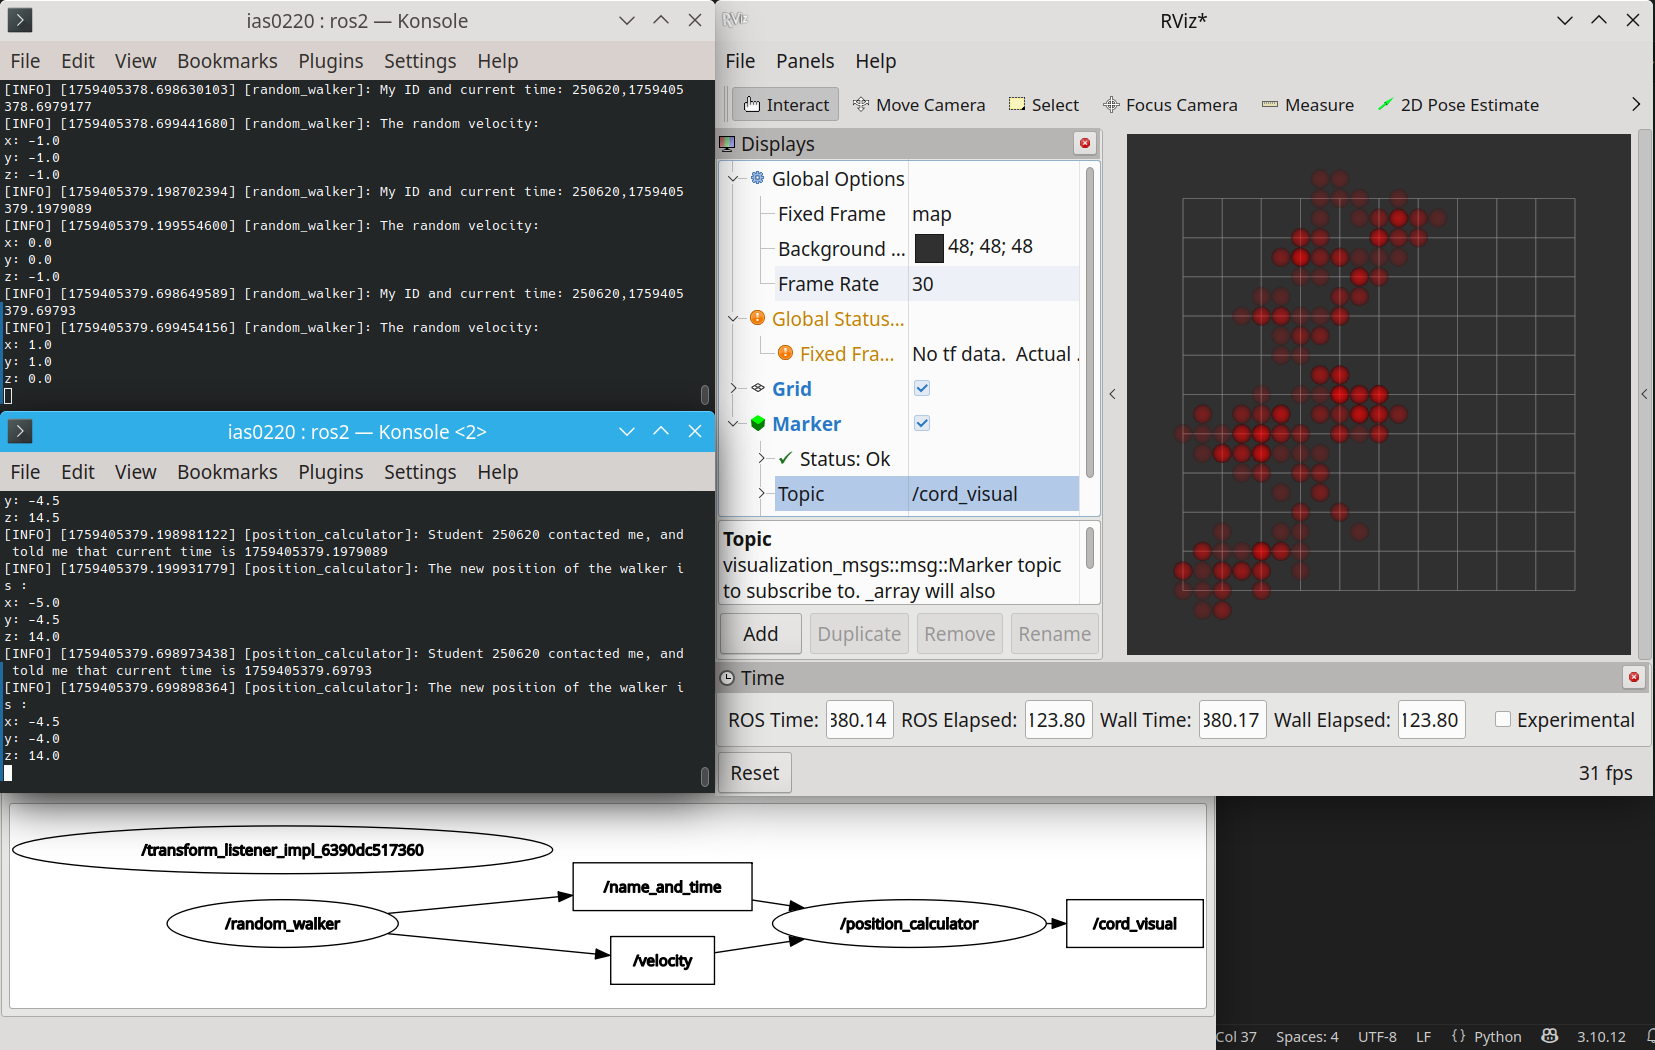 ias0220 : ros2 — Konsole
File Edit View Bookmarks Plugins Settings Help
[INFO] [1759405378.698630103] [random_walker]: My ID and current time: 250620,1759405
378.6979177
[INFO] [1759405378.699441680] [random_walker]: The random velocity:
x: -1.0
y: -1.0
z: -1.0
[INFO] [1759405379.198702394] [random_walker]: My ID and current time: 250620,1759405
379.1979089
[INFO] [1759405379.199554600] [random_walker]: The random velocity:
x: 0.0
y: 0.0
z: -1.0
[INFO] [1759405379.698649589] [random_walker]: My ID and current time: 250620,1759405
379.69793
[INFO] [1759405379.699454156] [random_walker]: The random velocity:
x: 1.0
y: 1.0
z: 0.0
ias0220 : ros2 — Konsole <2>
File Edit View Bookmarks Plugins Settings Help
y: -4.5
z: 14.5
[INFO] [1759405379.198981122] [position_calculator]: Student 250620 contacted me, and
told me that current time is 1759405379.1979089
[INFO] [1759405379.199931779] [position_calculator]: The new position of the walker i
s :
x: -5.0
y: -4.5
z: 14.0
[INFO] [1759405379.698973438] [position_calculator]: Student 250620 contacted me, and
told me that current time is 1759405379.69793
[INFO] [1759405379.699898364] [position_calculator]: The new position of the walker i
s :
x: -4.5
y: -4.0
z: 14.0
RViz
RViz*
File Panels Help
Interact Move Camera Select Focus Camera Measure 2D Pose Estimate
Displays
Global Options
Fixed Frame map
Background ... 48; 48; 48
Frame Rate 30
Global Status...
Fixed Fra... No tf data.  Actual .
Grid
Marker
Status: Ok
Topic /cord_visual
Topic
visualization_msgs::msg::Marker topic
to subscribe to. _array will also
Add Duplicate Remove Rename
Time
ROS Time: 380.14 ROS Elapsed: 123.80 Wall Time: 380.17 Wall Elapsed: 123.80 Experimental
Reset 31 fps
/transform_listener_impl_6390dc517360
/name_and_time
/random_walker
/position_calculator
/cord_visual
/velocity
Col 37 Spaces: 4 UTF-8 LF {} Python 3.10.12